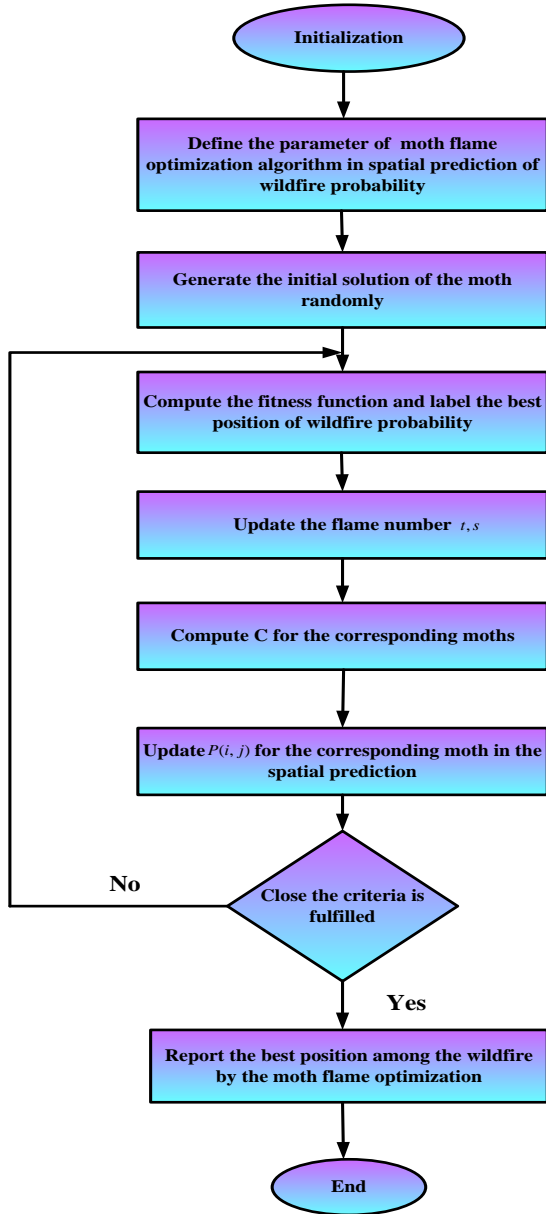 Initialization
Define the parameter of moth flame
optimization algorithm in spatial prediction of
wildfire probability
Generate the initial solution of the moth
randomly
Compute the fitness function and label the best
position of wildfire probability
Update the flame number t, s
Compute C for the corresponding moths
Update P(i, j) for the corresponding moth in the
spatial prediction
Close the criteria is
fulfilled
No
Yes
Report the best position among the wildfire
by the moth flame optimization
End